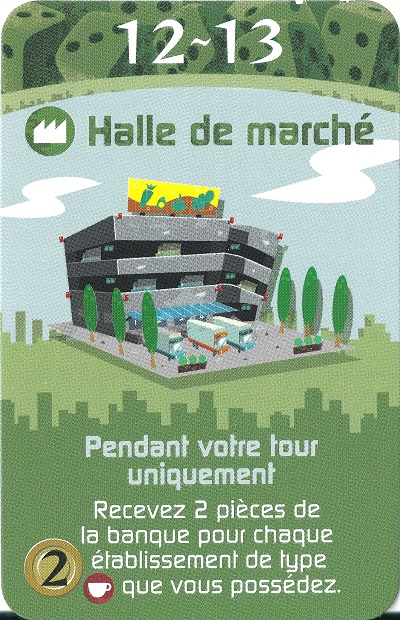 12~13
Halle de marché
Pendant votre tour
uniquement
Recevez 2 pièces de
la banque pour chaque
établissement de type
que vous possédez.
2